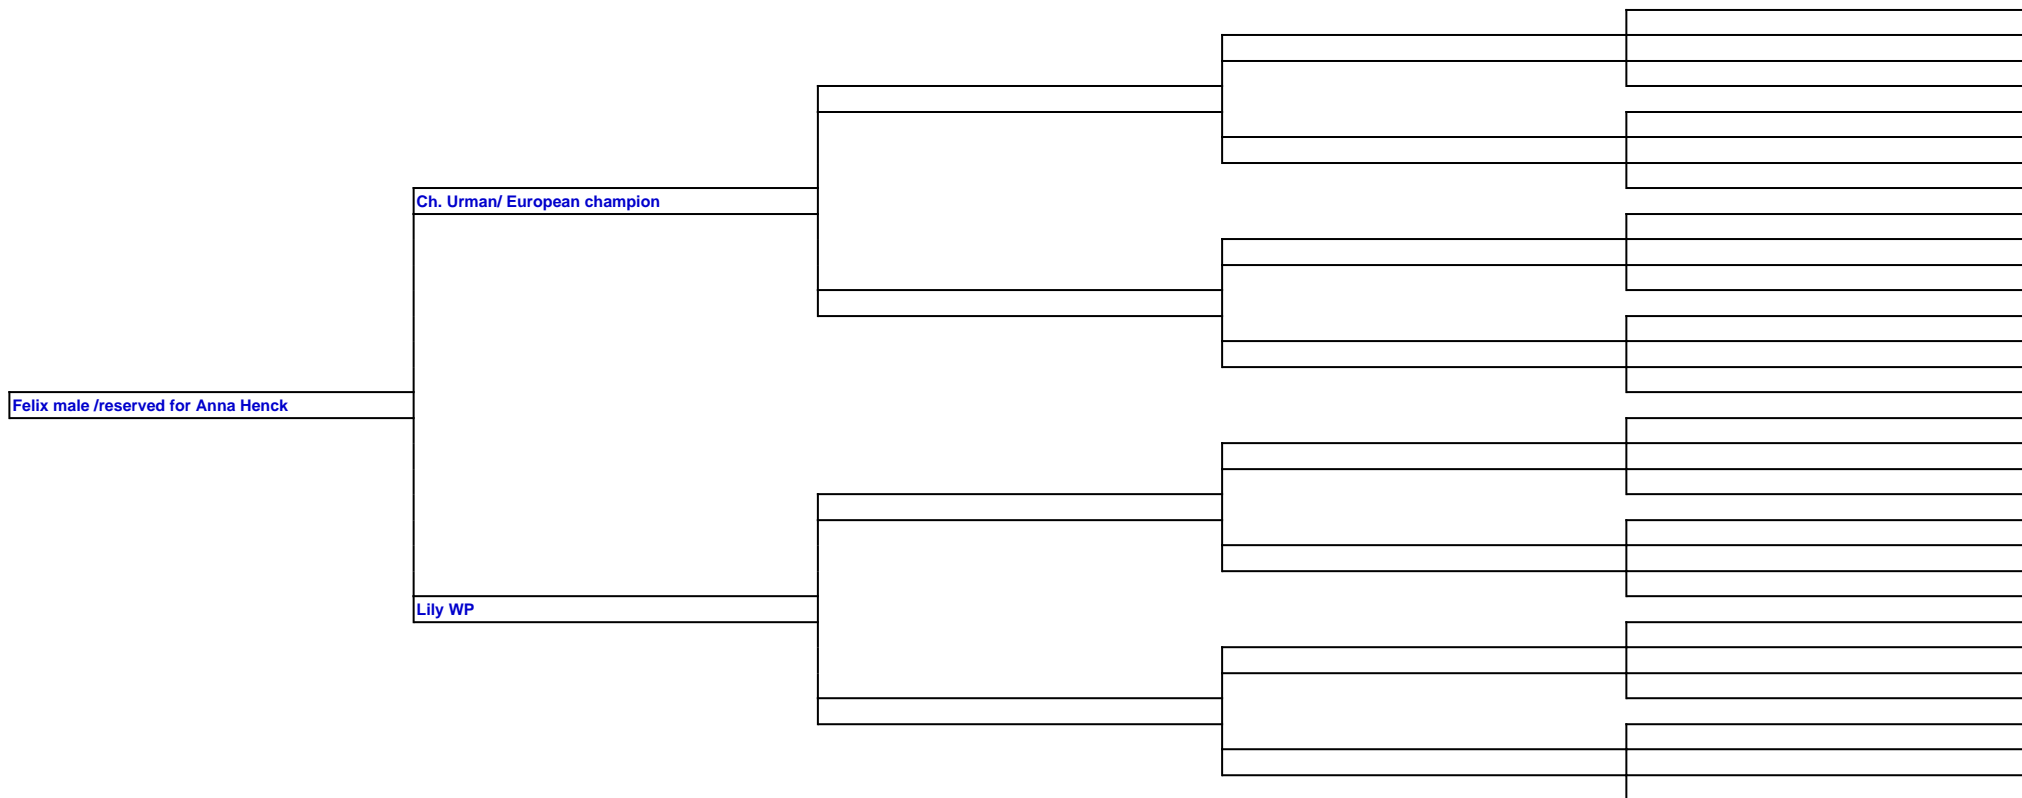 Ch. Urman/ European champion
Felix male /reserved for Anna Henck
Lily WP